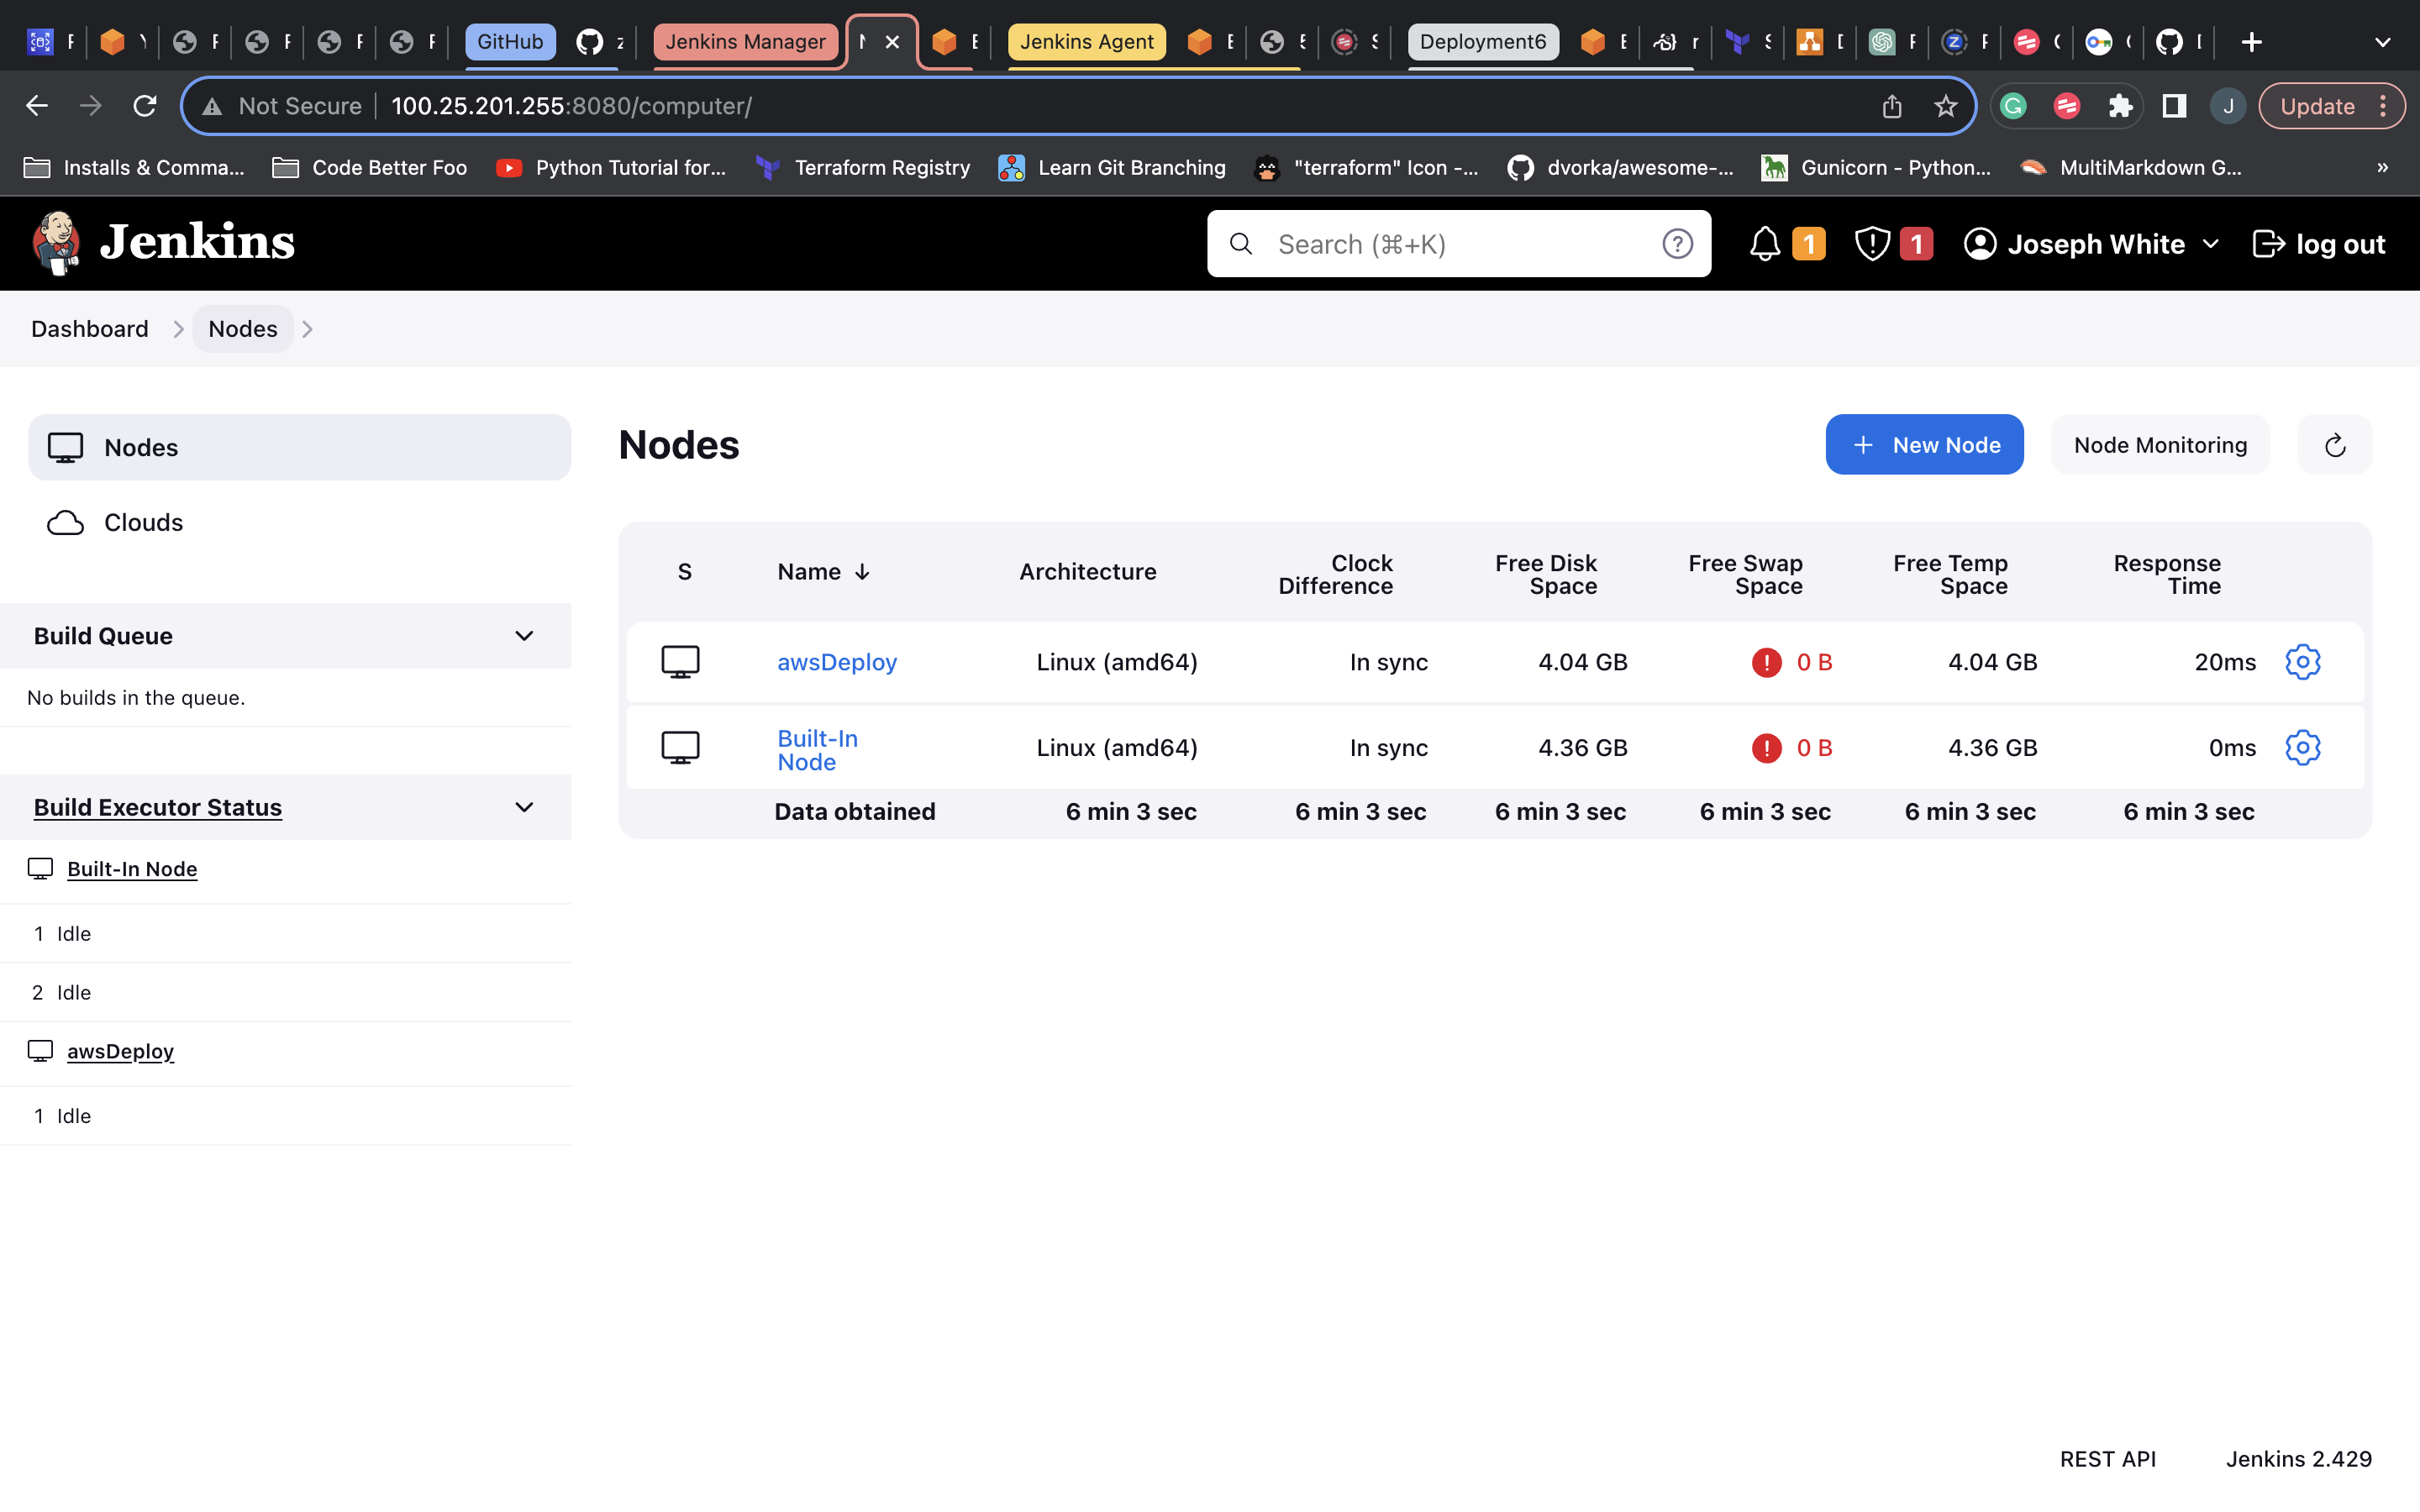 GitHub
Jenkins Manager
Jenkins Agent
Deployment6
Not Secure 100.25.201.255:8080/computer/
J
Update
Installs & Comma...
Code Better Foo
Python Tutorial for...
Terraform Registry
Learn Git Branching
"terraform" Icon -...
dvorka/awesome-...
Gunicorn - Python...
MultiMarkdown G...
»
Jenkins
Search (⌘+K)
1
1
Joseph White
log out
Dashboard
Nodes
Nodes
Clouds
Build Queue
No builds in the queue.
Build Executor Status
Built-In Node
1 Idle
2 Idle
awsDeploy
1 Idle
Nodes
+ New Node
Node Monitoring
S Name ↓ Architecture Clock Difference Free Disk Space Free Swap Space Free Temp Space Response Time
awsDeploy Linux (amd64) In sync 4.04 GB 0 B 4.04 GB 20ms
Built-In Node Linux (amd64) In sync 4.36 GB 0 B 4.36 GB 0ms
Data obtained 6 min 3 sec 6 min 3 sec 6 min 3 sec 6 min 3 sec 6 min 3 sec 6 min 3 sec
REST API
Jenkins 2.429